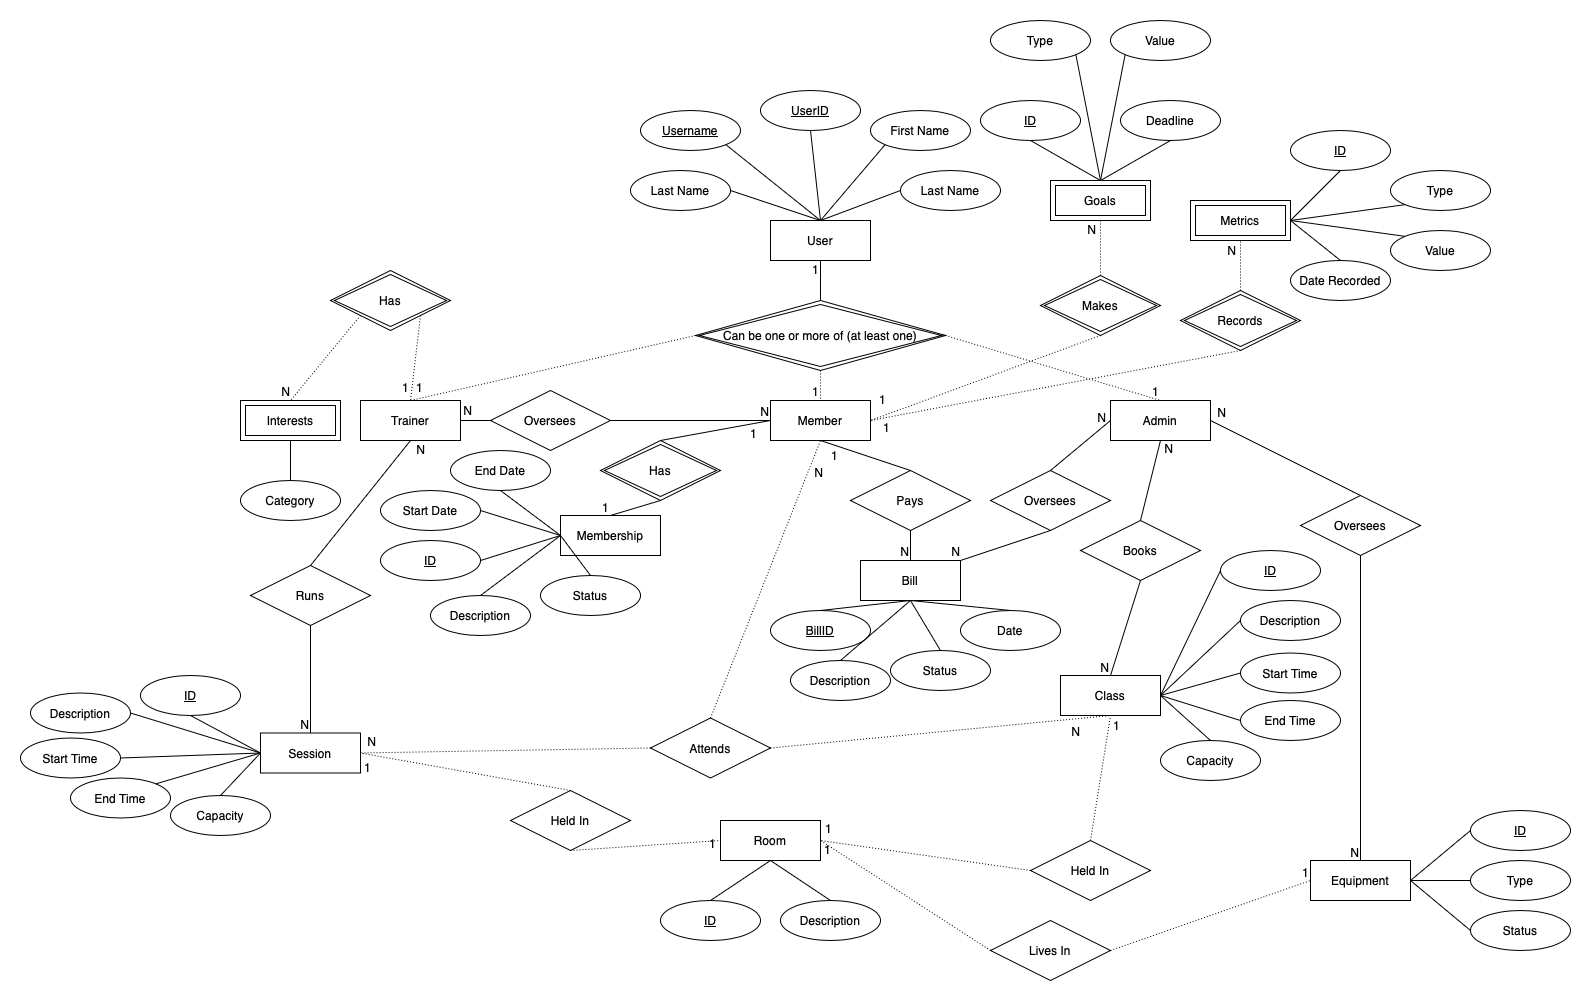 Type
Value
UserID
Username
First Name
ID
Deadline
ID
Last Name
Last Name
Type
Goals
Metrics
N
User
N
Value
1
Date Recorded
Has
Makes
Records
Can be one or more of (at least one)
N
1
1
1
1
1
Interests
Trainer
N
Oversees
N
Member
1
N
Admin
N
1
N
1
N
N
End Date
Has
Category
Pays
Oversees
Start Date
1
Oversees
Membership
Books
N
N
ID
Bill
ID
Runs
Status
Description
Description
BillID
Date
N
Start Time
ID
Description
Status
Class
Description
N
End Time
N
N
1
Session
Attends
Start Time
1
Capacity
End Time
Capacity
Held In
1
1
Room
1
ID
N
Held In
1
Equipment
Type
ID
Description
Status
Lives In